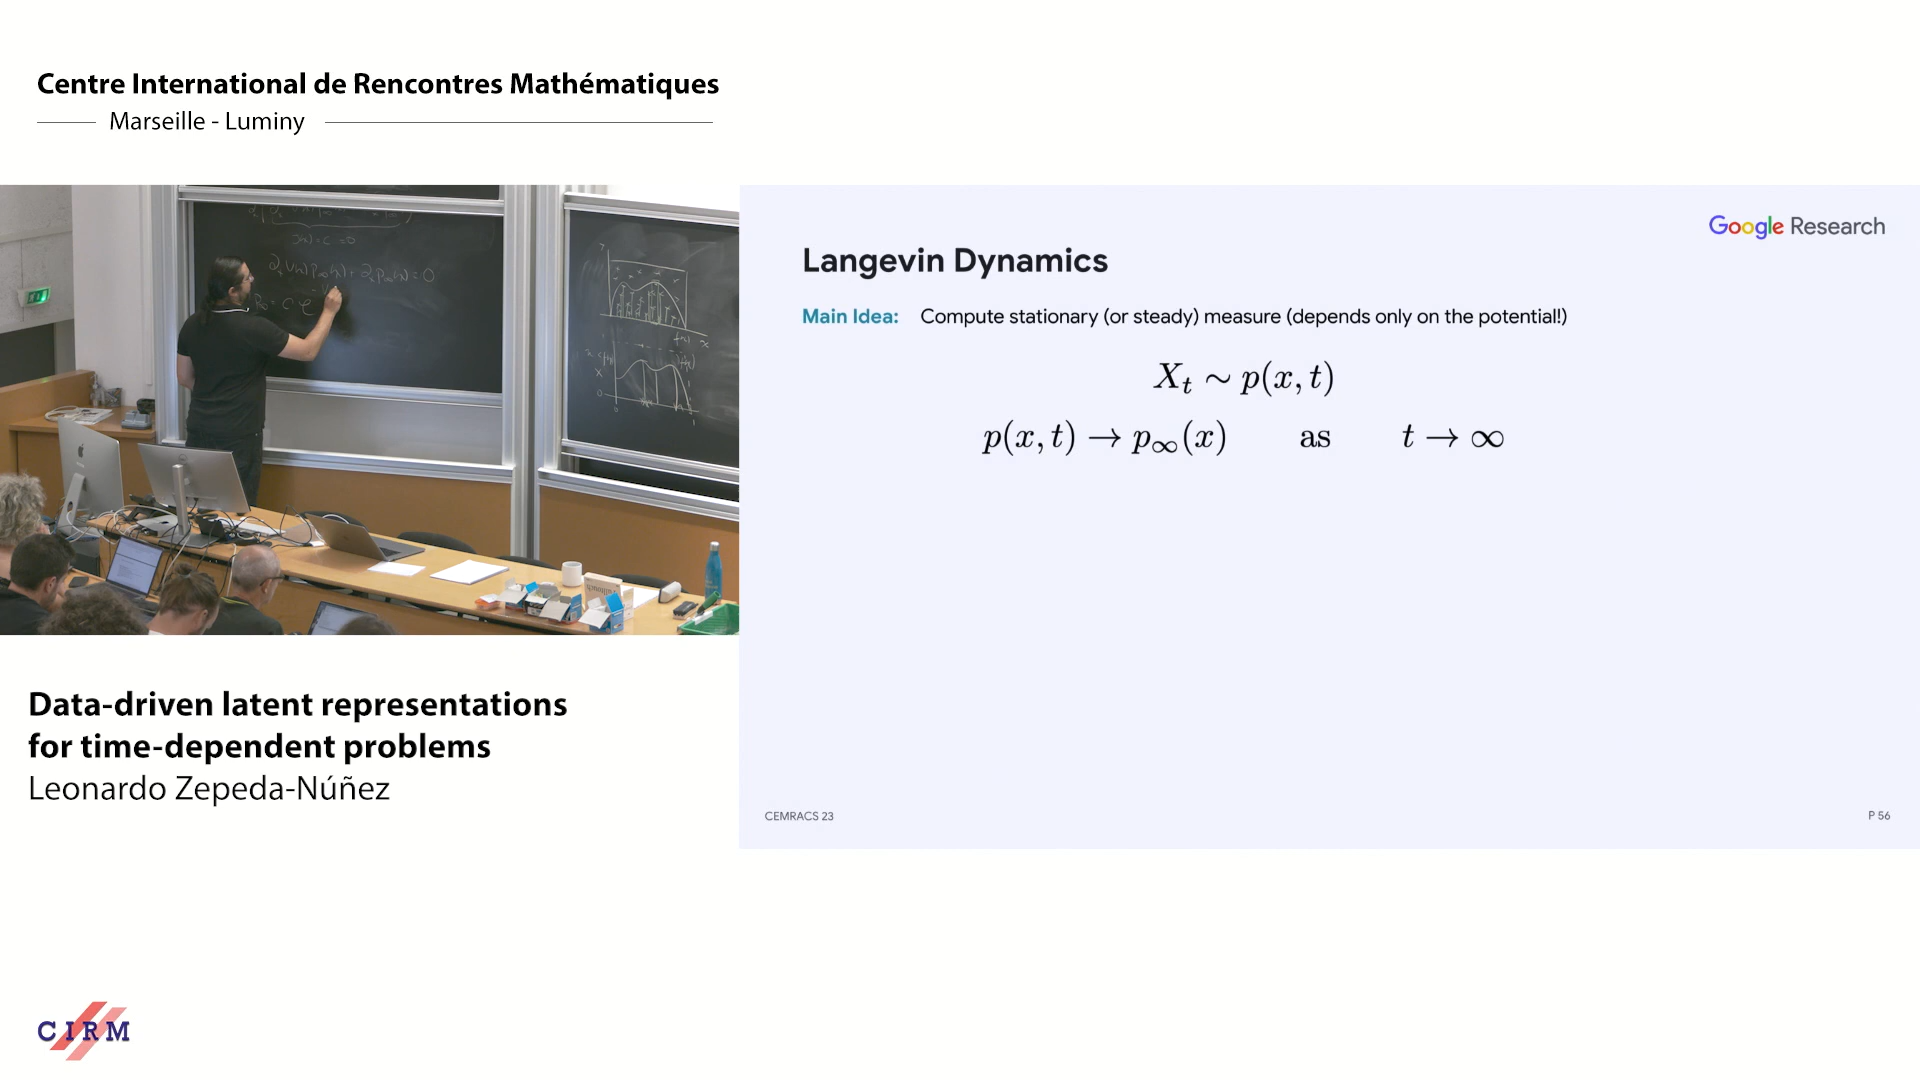 Centre International de Rencontres Mathématiques
Marseille - Luminy
Google Research
Langevin Dynamics
Main Idea: Compute stationary (or steady) measure (depends only on the potential!)
X_t ∼ p(x, t)
p(x, t) → p_∞(x) as t → ∞
CEMRACS 23
P 56
Data-driven latent representations
for time-dependent problems
Leonardo Zepeda-Núñez
CIRM